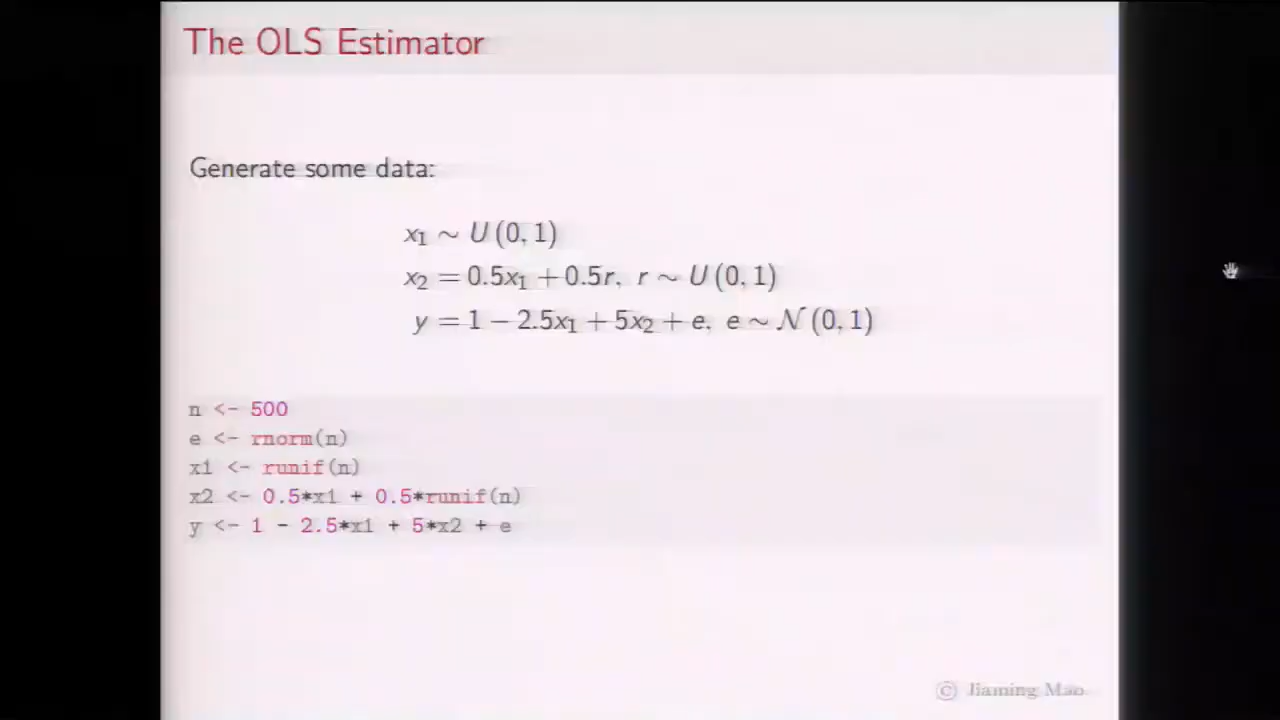 The OLS Estimator
Generate some data:
x₁ ∼ U(0, 1)
x₂ = 0.5x₁ + 0.5r, r ∼ U(0, 1)
y = 1 − 2.5x₁ + 5x₂ + e, e ∼ 𝒩(0, 1)
n <- 500
e <- rnorm(n)
x1 <- runif(n)
x2 <- 0.5*x1 + 0.5*runif(n)
y <- 1 - 2.5*x1 + 5*x2 + e
© Jiaming Mao